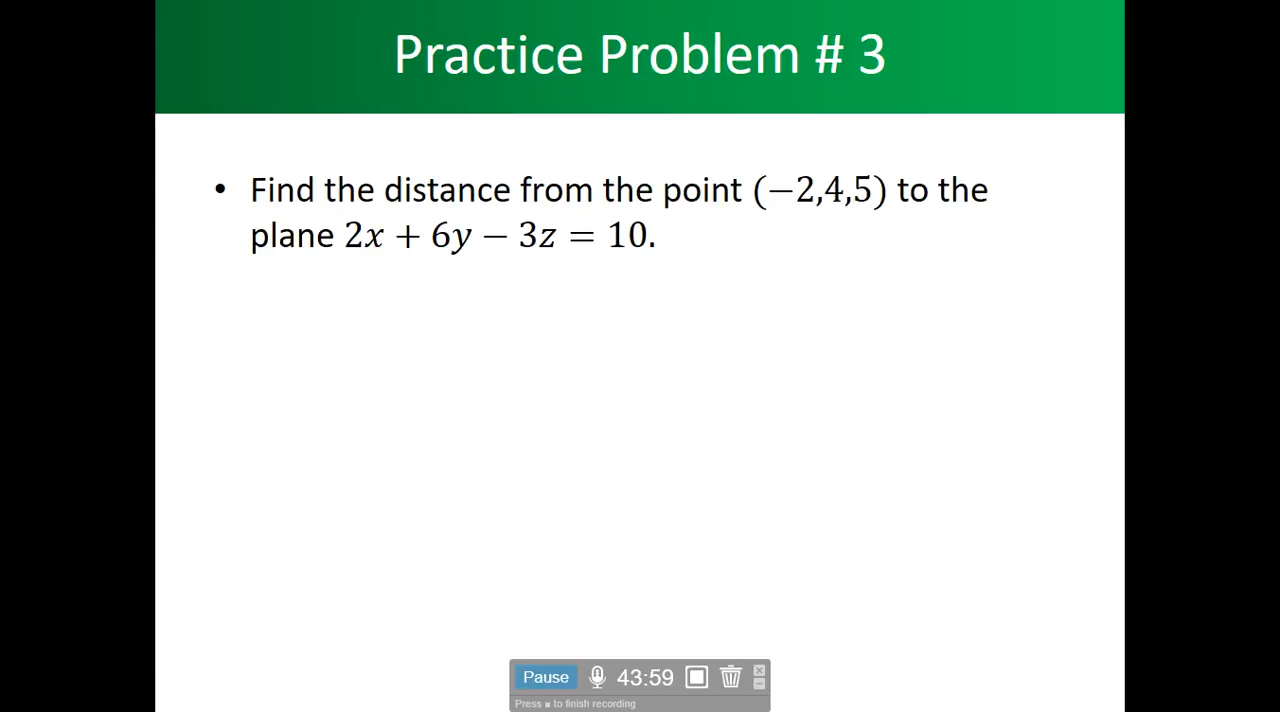 Practice Problem # 3
• Find the distance from the point (−2,4,5) to the
plane 2𝑥 + 6𝑦 − 3𝑧 = 10.
Pause 43:59
Press ■ to finish recording